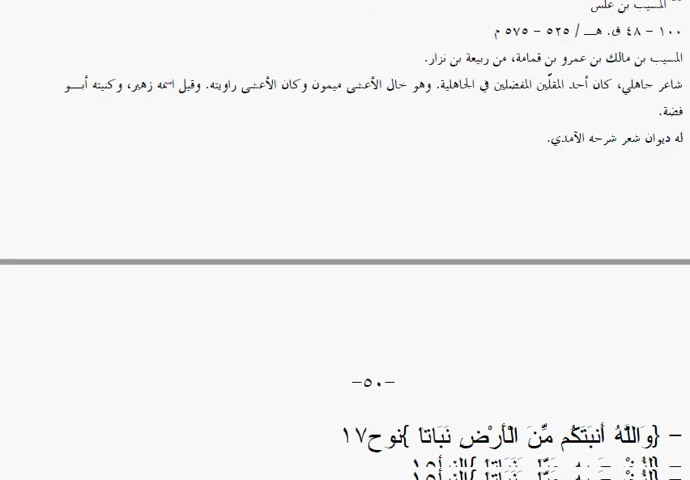 المسيب بن علس
١٠٠ – ٤٨ ق. هـ / ٥٢٥ – ٥٧٥ م
المسيب بن مالك بن عمرو بن قمامة، من ربيعة بن نزار.
شاعر جاهلي، كان أحد المقلّين المفضلين في الجاهلية. وهو خال الأعشى ميمون وكان الأعشى راويته. وقيل اسمه زهير، وكنيته أبو
فضة.
له ديوان شعر شرحه الآمدي.
-٥٠-
– {وَاللَّهُ أَنبَتَكُم مِّنَ الْأَرْضِ نَبَاتاً }نوح١٧